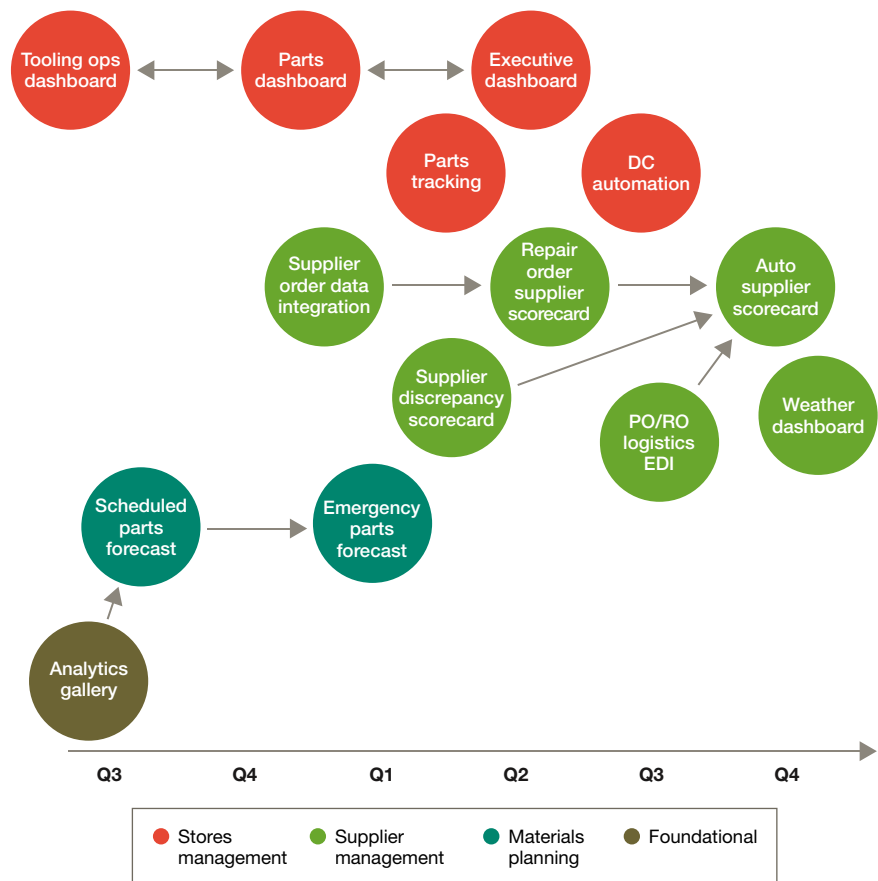 Tooling ops
dashboard
Parts
dashboard
Executive
dashboard
Parts
tracking
DC
automation
Supplier
order data
integration
Repair
order
supplier
scorecard
Auto
supplier
scorecard
Supplier
discrepancy
scorecard
PO/RO
logistics
EDI
Weather
dashboard
Scheduled
parts
forecast
Emergency
parts
forecast
Analytics
gallery
Q3
Q4
Q1
Q2
Q3
Q4
Stores
management
Supplier
management
Materials
planning
Foundational